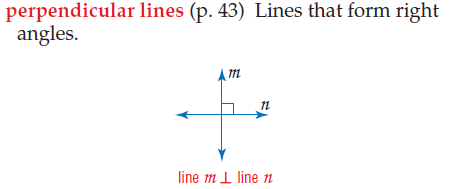 perpendicular lines (p. 43) Lines that form right
angles.
m
n
line m ⊥ line n